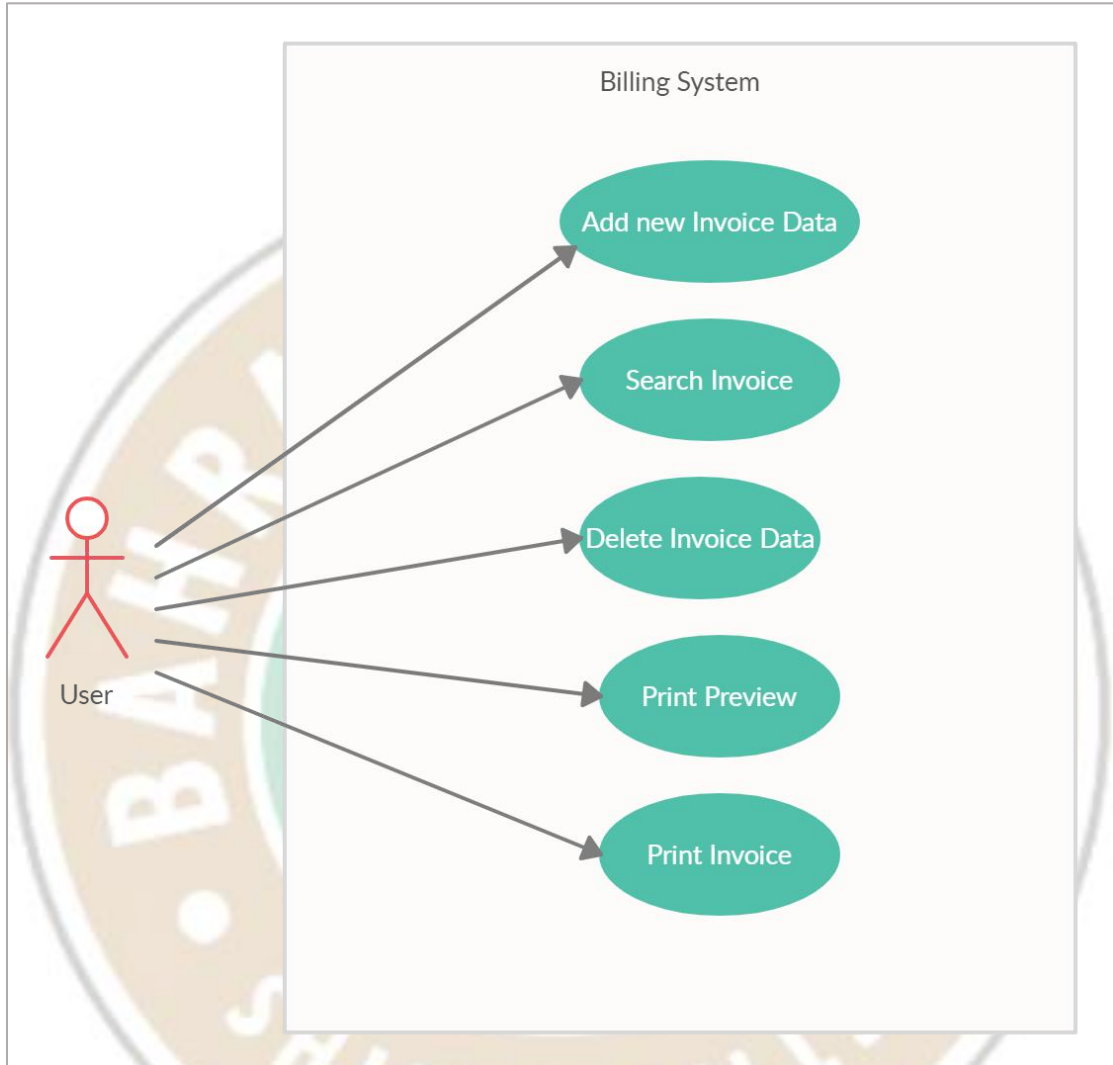 Billing System
Add new Invoice Data
Search Invoice
Delete Invoice Data
User
Print Preview
Print Invoice